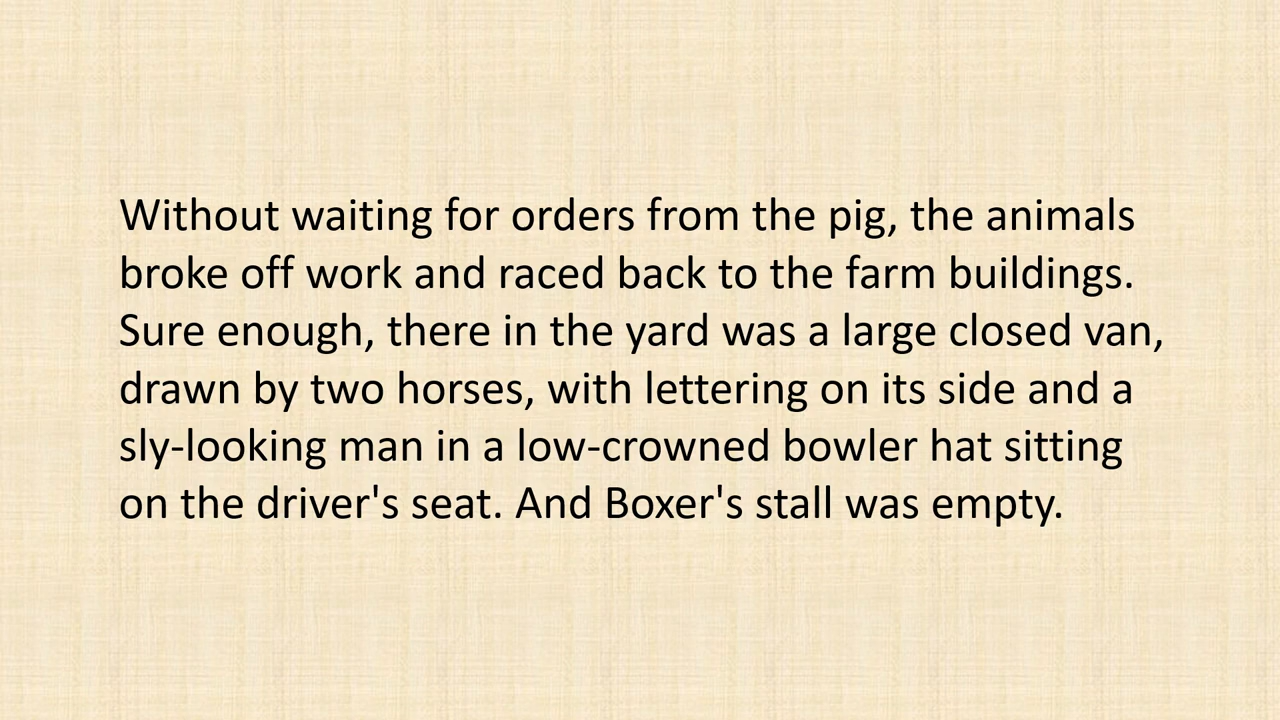 Without waiting for orders from the pig, the animals
broke off work and raced back to the farm buildings.
Sure enough, there in the yard was a large closed van,
drawn by two horses, with lettering on its side and a
sly-looking man in a low-crowned bowler hat sitting
on the driver's seat. And Boxer's stall was empty.